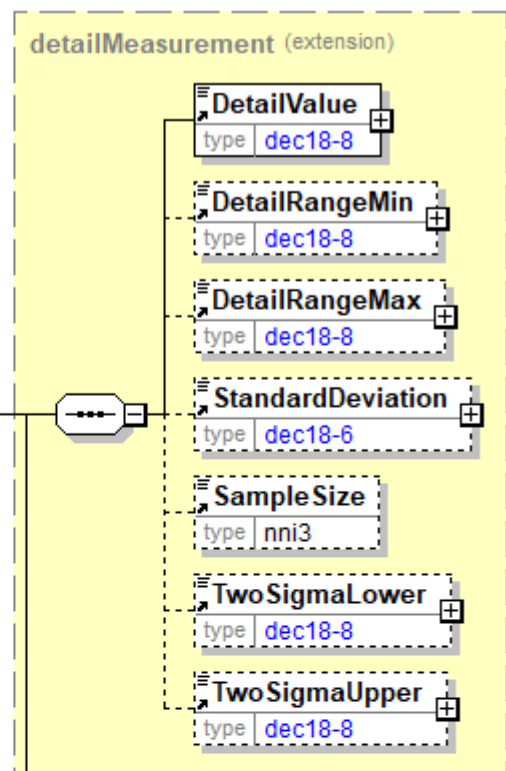 detailMeasurement (extension)
DetailValue
type dec18-8
DetailRangeMin
type dec18-8
DetailRangeMax
type dec18-8
StandardDeviation
type dec18-6
SampleSize
type nni3
TwoSigmaLower
type dec18-8
TwoSigmaUpper
type dec18-8